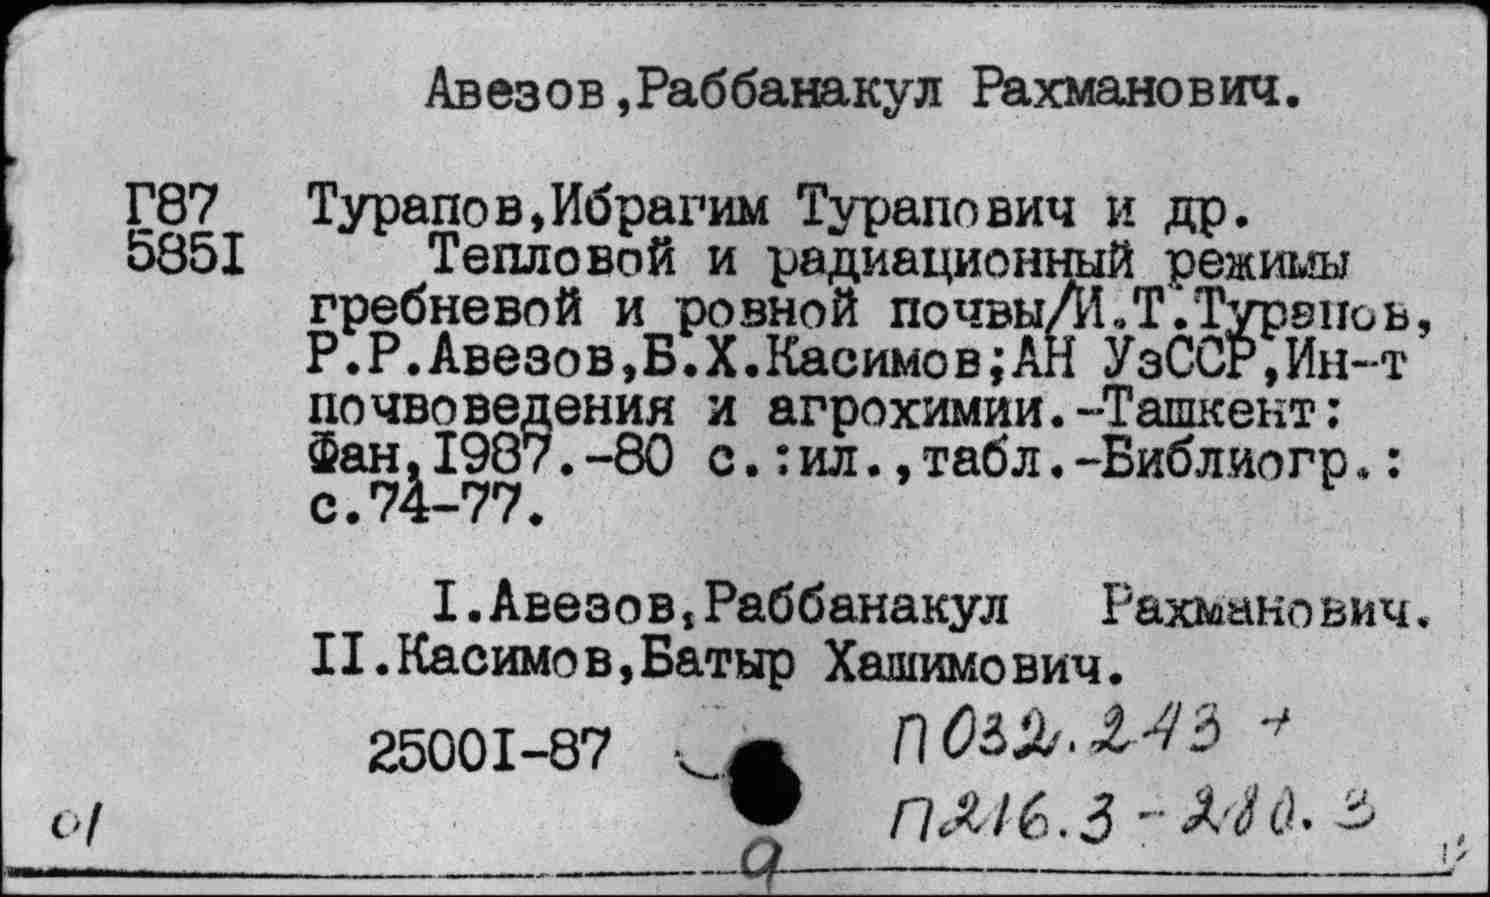 Авезов,Раббанакул Рахманович.
Г87 Турапов,Ибрагим Турапович и др.
585I Тепловой и радиационный режимы
гребневой и ровной почвы/И.Т.Турапов,
Р.Р.Авезов,Б.Х.Касимов;АН УзССР,Ин-т
почвоведения и агрохимии.-Ташкент:
Фан,I987.-80 с.:ил.,табл.-Библиогр.:
с.74-77.
I.Авезов,Раббанакул Рахманович.
II.Касимов,Батыр Хашимович.
2500I-87 П032.243 +
П216.3-280.3
01
9